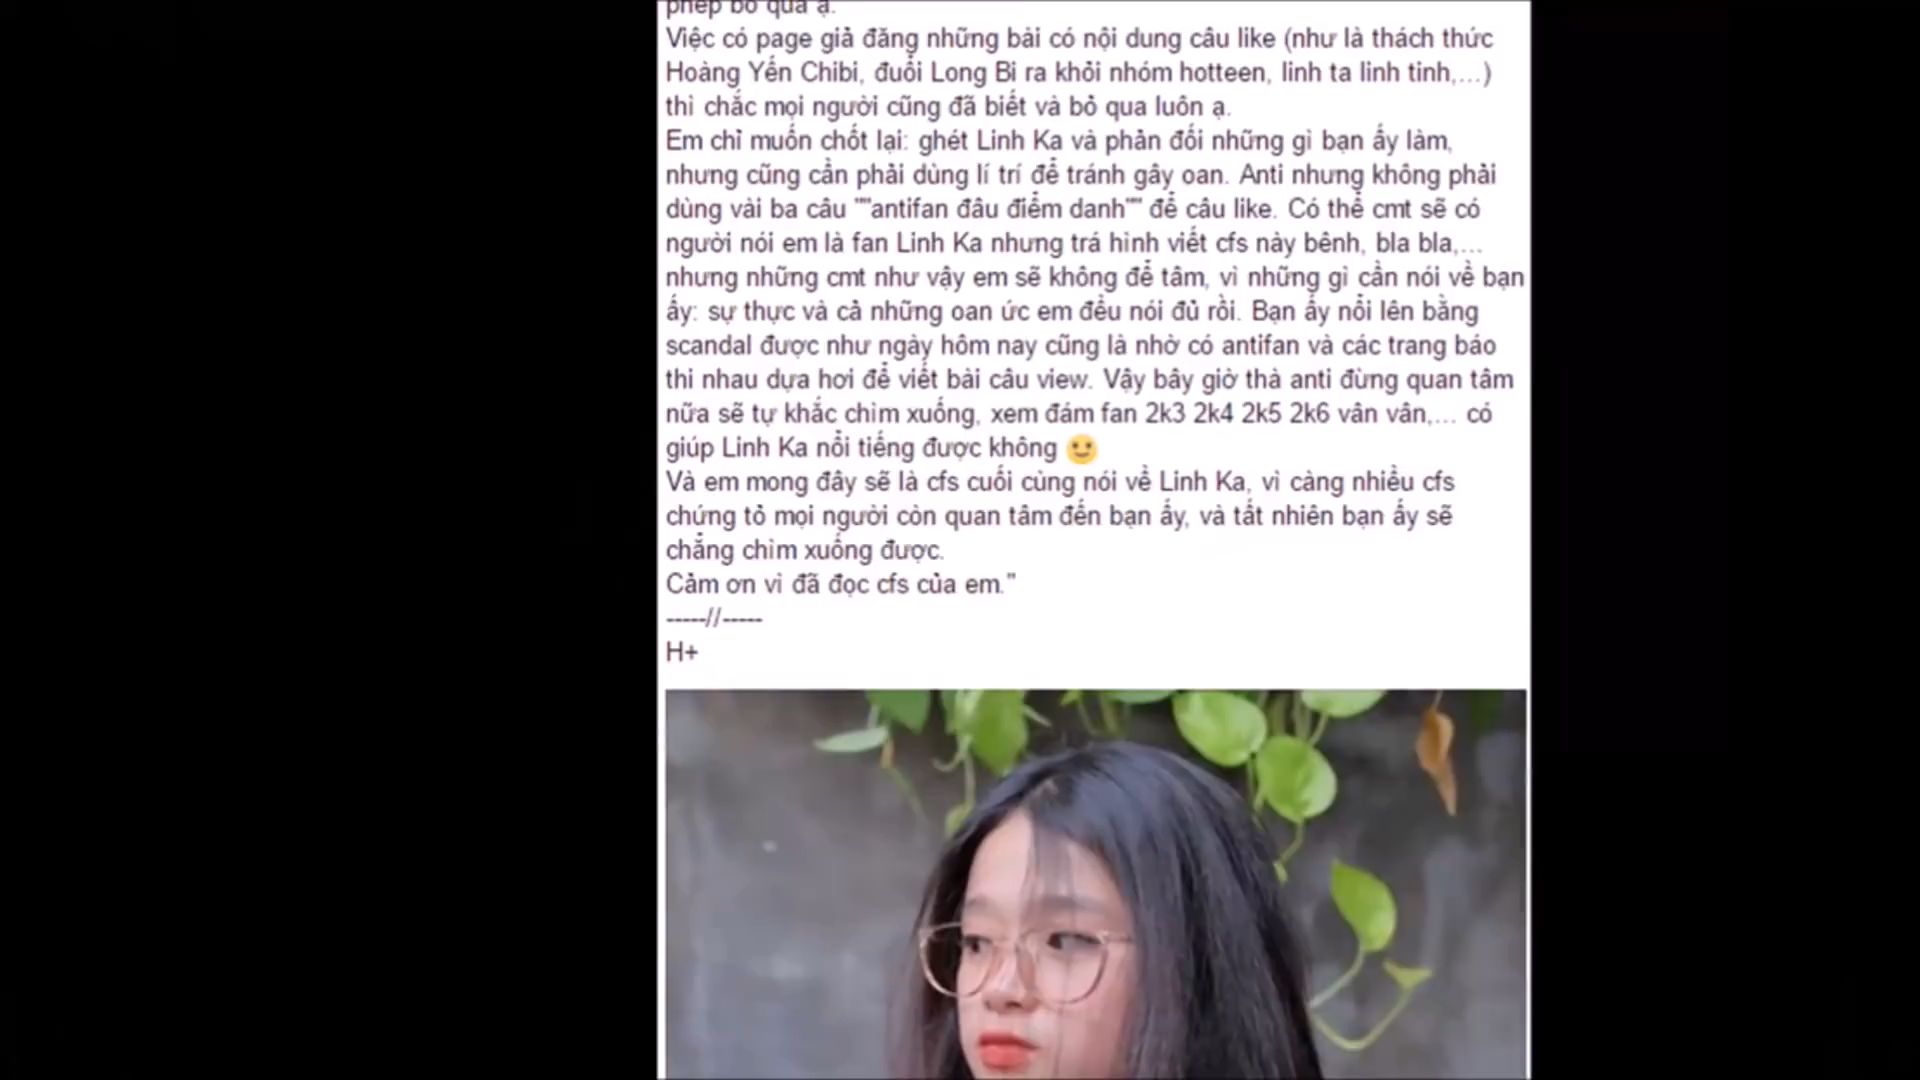 phép bỏ qua ạ.
Việc có page giả đăng những bài có nội dung câu like (như là thách thức
Hoàng Yến Chibi, đuổi Long Bi ra khỏi nhóm hotteen, linh ta linh tinh,...)
thì chắc mọi người cũng đã biết và bỏ qua luôn ạ.
Em chỉ muốn chốt lại: ghét Linh Ka và phản đối những gì bạn ấy làm,
nhưng cũng cần phải dùng lí trí để tránh gây oan. Anti nhưng không phải
dùng vài ba câu ""antifan đâu điểm danh"" để câu like. Có thể cmt sẽ có
người nói em là fan Linh Ka nhưng trá hình viết cfs này bênh, bla bla,...
nhưng những cmt như vậy em sẽ không để tâm, vì những gì cần nói về bạn
ấy: sự thực và cả những oan ức em đều nói đủ rồi. Bạn ấy nổi lên bằng
scandal được như ngày hôm nay cũng là nhờ có antifan và các trang báo
thi nhau dựa hơi để viết bài câu view. Vậy bây giờ thà anti đừng quan tâm
nữa sẽ tự khắc chìm xuống, xem đám fan 2k3 2k4 2k5 2k6 vân vân,... có
giúp Linh Ka nổi tiếng được không
Và em mong đây sẽ là cfs cuối cùng nói về Linh Ka, vì càng nhiều cfs
chứng tỏ mọi người còn quan tâm đến bạn ấy, và tất nhiên bạn ấy sẽ
chẳng chìm xuống được.
Cảm ơn vì đã đọc cfs của em."
-----//-----
H+